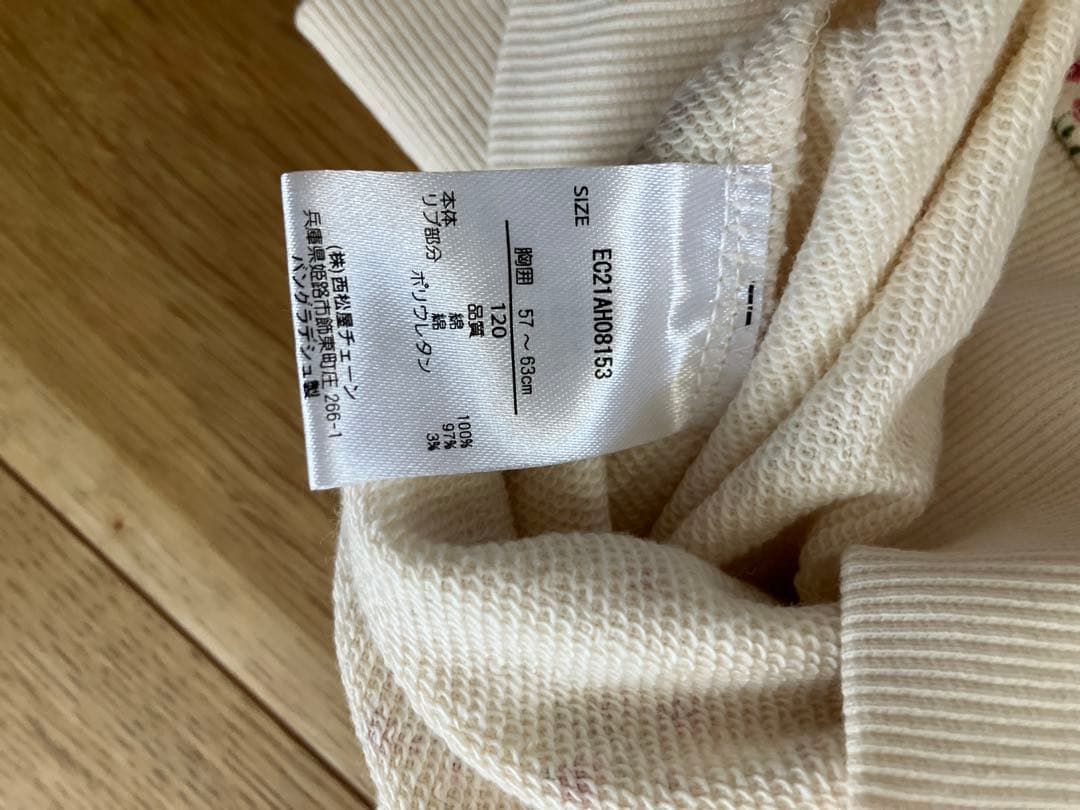 EC21AH08153
SIZE
胸囲 57～63cm
120
品質
本体 綿 100%
リブ部分 綿 97%
ポリウレタン 3%
(株)西松屋チェーン
兵庫県姫路市飾東町庄 266-1
バングラデシュ製